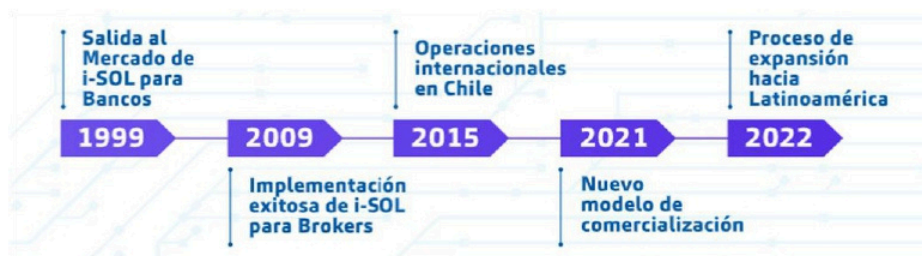 Salida al
Mercado de
i-SOL para
Bancos
1999
2009
Implementación
exitosa de i-SOL
para Brokers
Operaciones
internacionales
en Chile
2015
2021
Nuevo
modelo de
comercialización
Proceso de
expansión
hacia
Latinoamérica
2022